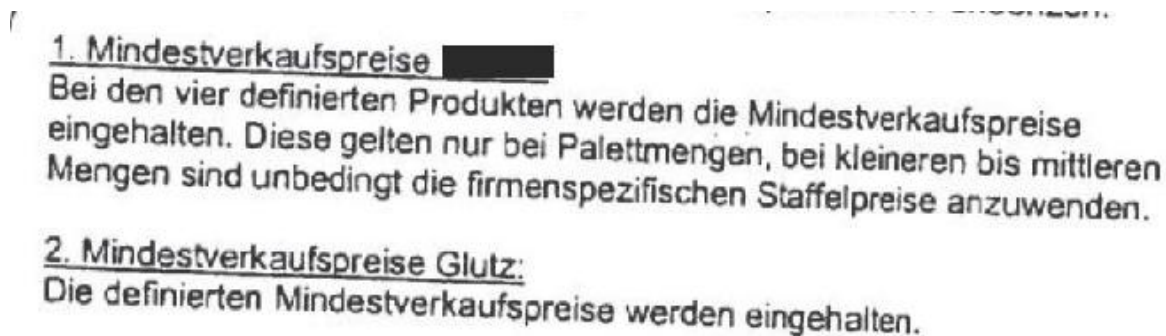 1. Mindestverkaufspreise
Bei den vier definierten Produkten werden die Mindestverkaufspreise
eingehalten. Diese gelten nur bei Palettmengen, bei kleineren bis mittleren
Mengen sind unbedingt die firmenspezifischen Staffelpreise anzuwenden.
2. Mindestverkaufspreise Glutz:
Die definierten Mindestverkaufspreise werden eingehalten.